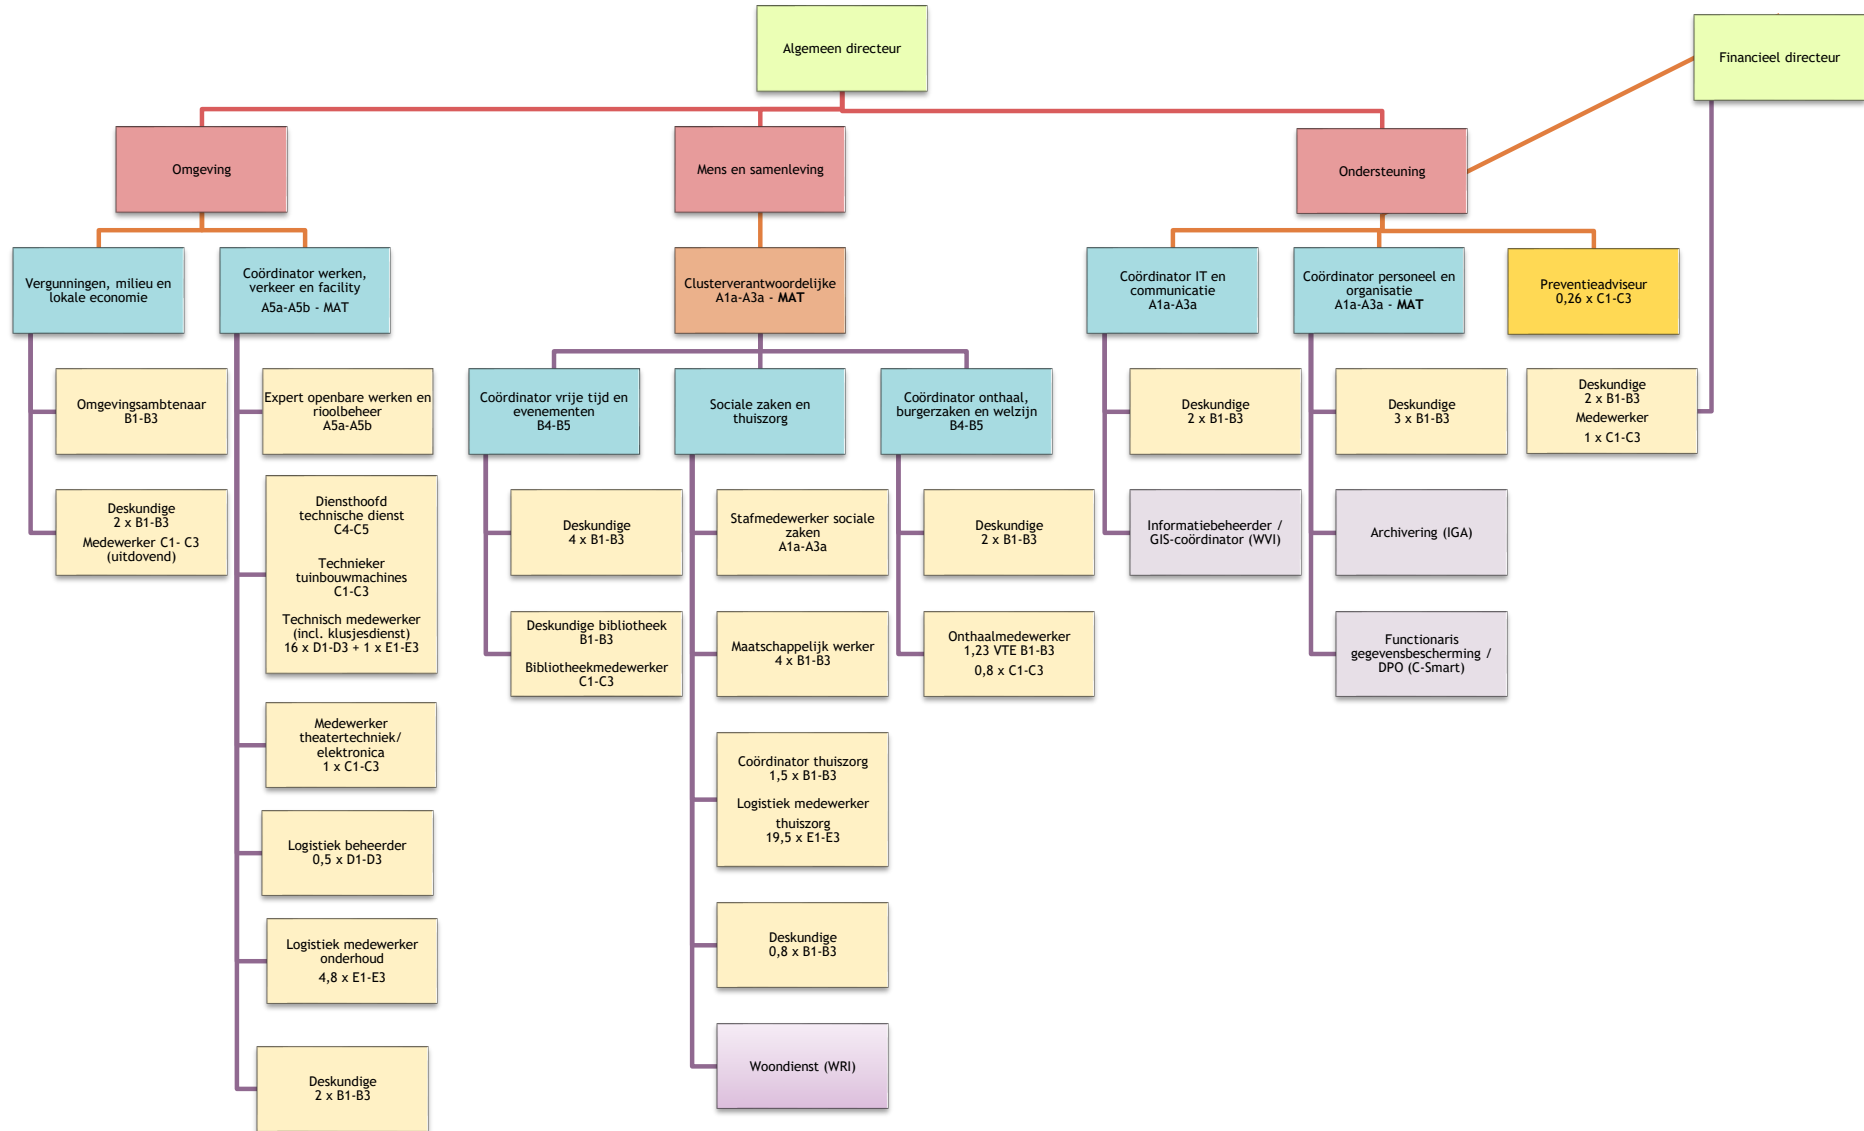 Algemeen directeur
Financieel directeur
Omgeving
Mens en samenleving
Ondersteuning
Vergunningen, milieu en
lokale economie
Coördinator werken,
verkeer en facility
A5a-A5b - MAT
Clusterverantwoordelijke
A1a-A3a - MAT
Coördinator IT en
communicatie
A1a-A3a
Coördinator personeel en
organisatie
A1a-A3a - MAT
Preventieadviseur
0,26 x C1-C3
Omgevingsambtenaar
B1-B3
Deskundige
2 x B1-B3
Medewerker C1- C3
(uitdovend)
Expert openbare werken en
rioolbeheer
A5a-A5b
Diensthoofd
technische dienst
C4-C5
Technieker
tuinbouwmachines
C1-C3
Technisch medewerker
(incl. klusjesdienst)
16 x D1-D3 + 1 x E1-E3
Medewerker
theatertechniek/
elektronica
1 x C1-C3
Logistiek beheerder
0,5 x D1-D3
Logistiek medewerker
onderhoud
4,8 x E1-E3
Deskundige
2 x B1-B3
Coördinator vrije tijd en
evenementen
B4-B5
Sociale zaken en
thuiszorg
Coördinator onthaal,
burgerzaken en welzijn
B4-B5
Deskundige
4 x B1-B3
Deskundige bibliotheek
B1-B3
Bibliotheekmedewerker
C1-C3
Stafmedewerker sociale
zaken
A1a-A3a
Maatschappelijk werker
4 x B1-B3
Coördinator thuiszorg
1,5 x B1-B3
Logistiek medewerker
thuiszorg
19,5 x E1-E3
Deskundige
0,8 x B1-B3
Woondienst (WRI)
Deskundige
2 x B1-B3
Onthaalmedewerker
1,23 VTE B1-B3
0,8 x C1-C3
Deskundige
2 x B1-B3
Informatiebeheerder /
GIS-coördinator (WVI)
Deskundige
3 x B1-B3
Archivering (IGA)
Functionaris
gegevensbescherming /
DPO (C-Smart)
Deskundige
2 x B1-B3
Medewerker
1 x C1-C3